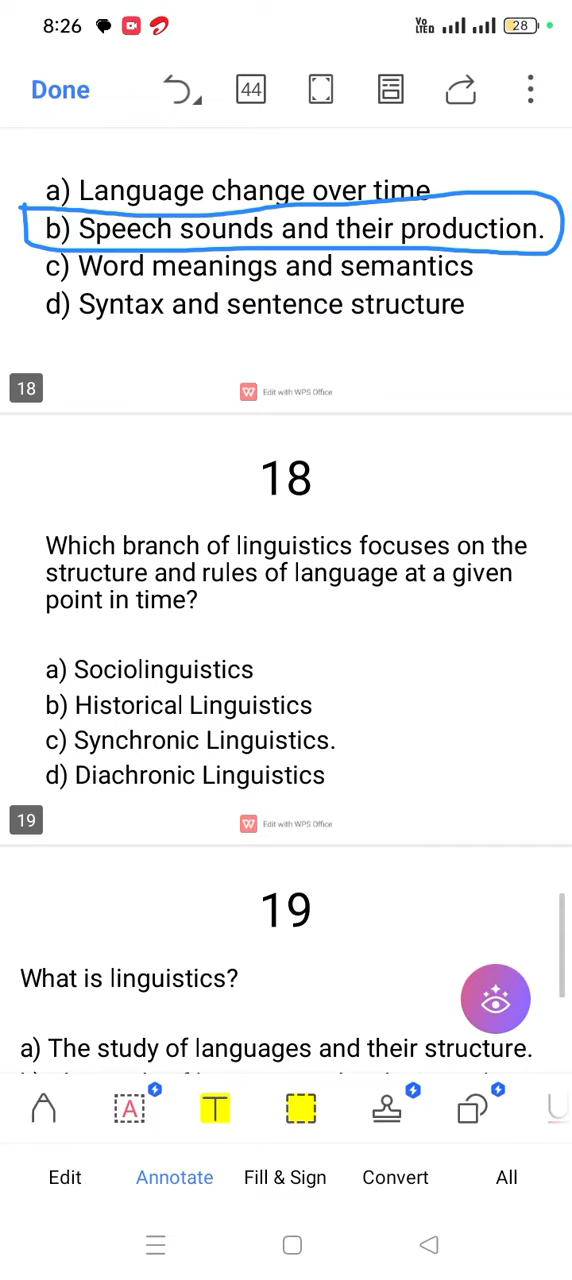 8:26
Vo
LTED
28
Done
44
a) Language change over time
b) Speech sounds and their production.
c) Word meanings and semantics
d) Syntax and sentence structure
18
Edit with WPS Office
18
Which branch of linguistics focuses on the
structure and rules of language at a given
point in time?
a) Sociolinguistics
b) Historical Linguistics
c) Synchronic Linguistics.
d) Diachronic Linguistics
19
Edit with WPS Office
19
What is linguistics?
a) The study of languages and their structure.
A
T
U
Edit
Annotate
Fill & Sign
Convert
All